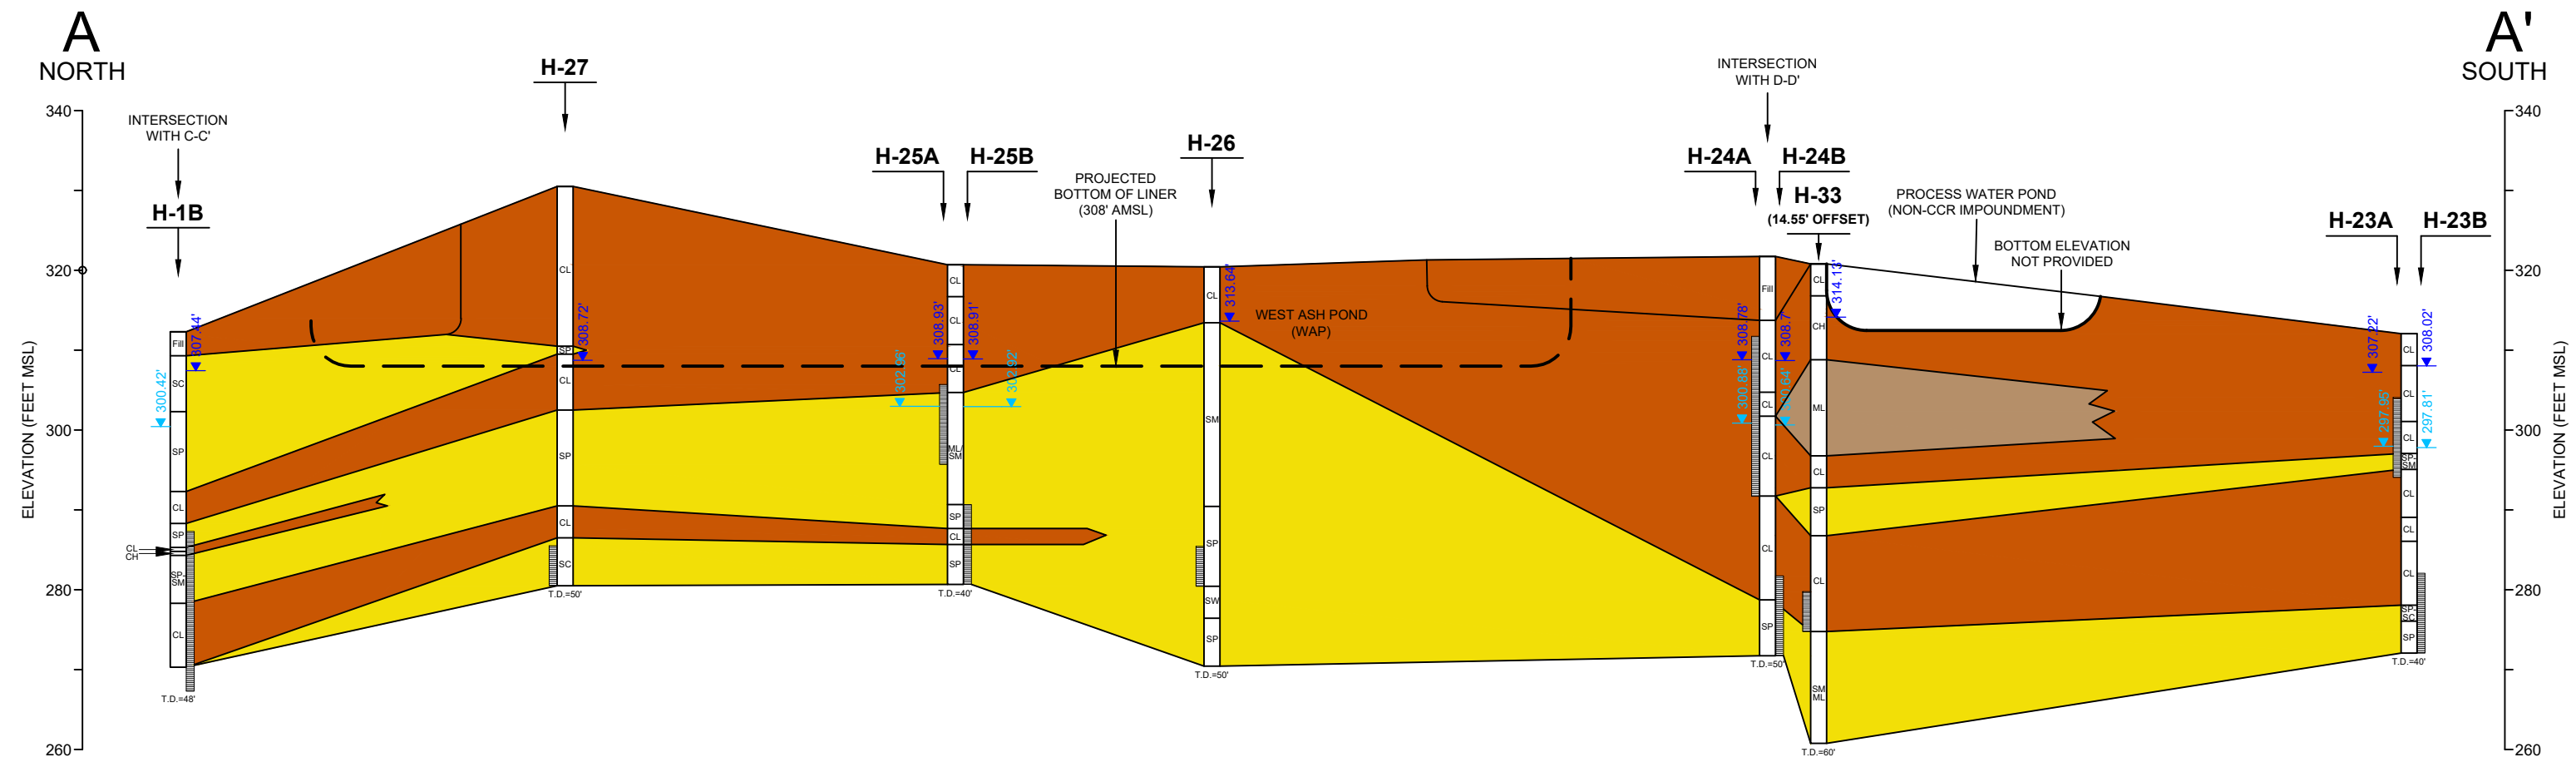 A
NORTH
A'
SOUTH
INTERSECTION
WITH C-C'
H-1B
H-27
H-25A
H-25B
PROJECTED
BOTTOM OF LINER
(308' AMSL)
H-26
INTERSECTION
WITH D-D'
H-24A
H-24B
H-33
(14.55' OFFSET)
PROCESS WATER POND
(NON-CCR IMPOUNDMENT)
BOTTOM ELEVATION
NOT PROVIDED
H-23A
H-23B
WEST ASH POND
(WAP)
ELEVATION (FEET MSL)
340
320
300
280
260
300.42'
307.44'
Fill
SC
SP
CL
SP
CL
CH
SP-
SM
CL
T.D.=48'
308.72'
CL
SP
CL
SP
CL
SC
T.D.=50'
308.93'
308.91'
302.96'
302.92'
CL
CL
CL
ML/
SM
SP
CL
SP
T.D.=40'
313.64'
CL
SM
SP
SW
SP
T.D.=50'
308.78'
308.7'
300.88'
Fill
CL
CL
CL
CL
SP
T.D.=50'
314.13'
CL
CH
ML
CL
SP
CL
SM
ML
T.D.=60'
307.22'
308.02'
297.95'
297.81'
CL
CL
CL
SP-
SM
CL
CL
CL
SP-
SC
SP
T.D.=40'
340
320
300
280
260
ELEVATION (FEET MSL)